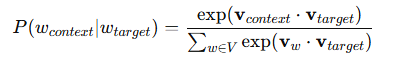 P(w_{context}|w_{target}) = \frac{\exp(\mathbf{v}_{context} \cdot \mathbf{v}_{target})}{\sum_{w \in V} \exp(\mathbf{v}_w \cdot \mathbf{v}_{target})}